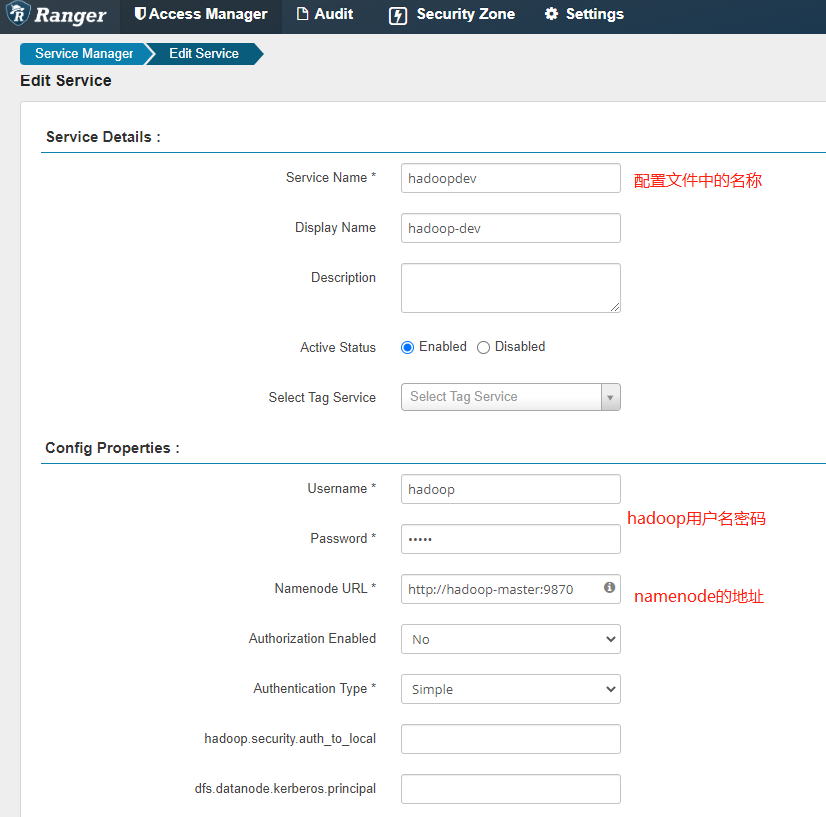 Ranger Access Manager Audit Security Zone Settings
Service Manager Edit Service
Edit Service
Service Details :
Service Name * hadoopdev 配置文件中的名称
Display Name hadoop-dev
Description
Active Status Enabled Disabled
Select Tag Service Select Tag Service
Config Properties :
Username * hadoop
hadoop用户名密码
Password * •••••
Namenode URL * http://hadoop-master:9870 namenode的地址
Authorization Enabled No
Authentication Type * Simple
hadoop.security.auth_to_local
dfs.datanode.kerberos.principal